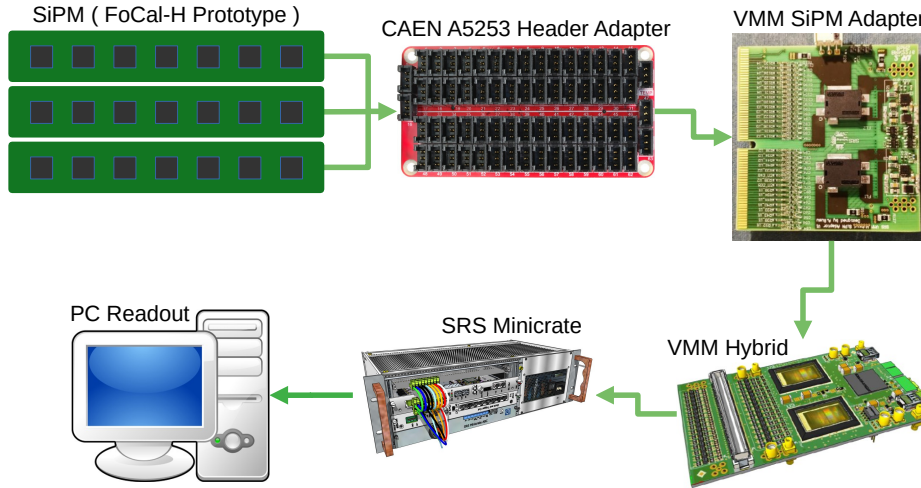 SiPM ( FoCal-H Prototype )
CAEN A5253 Header Adapter
VMM SiPM Adapter
PC Readout
SRS Minicrate
VMM Hybrid